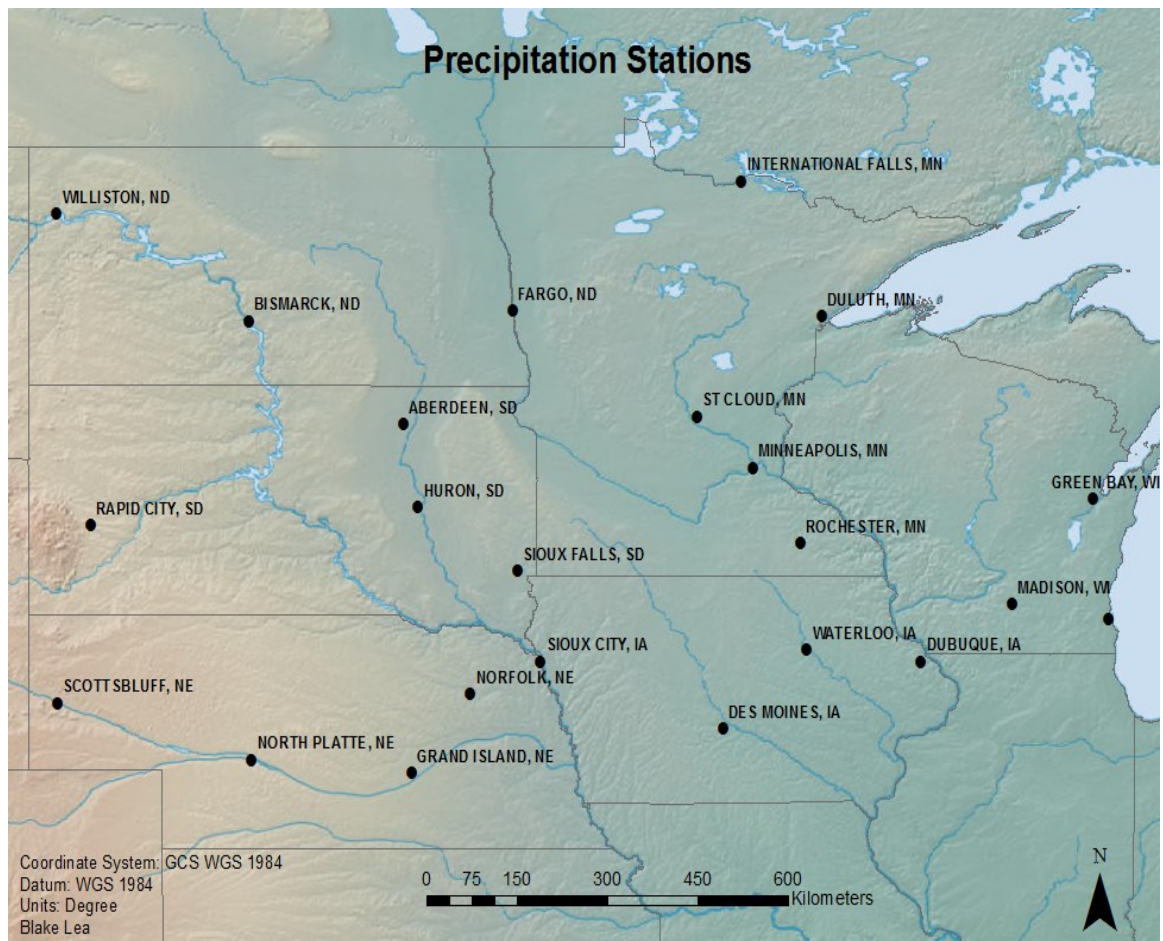 Precipitation Stations
INTERNATIONAL FALLS, MN
WILLISTON, ND
BISMARCK, ND
FARGO, ND
DULUTH, MN
ABERDEEN, SD
ST CLOUD, MN
MINNEAPOLIS, MN
GREEN BAY, WI
HURON, SD
RAPID CITY, SD
ROCHESTER, MN
SIOUX FALLS, SD
MADISON, WI
WATERLOO, IA
DUBUQUE, IA
SIOUX CITY, IA
NORFOLK, NE
SCOTTSBLUFF, NE
DES MOINES, IA
NORTH PLATTE, NE
GRAND ISLAND, NE
Coordinate System: GCS WGS 1984
Datum: WGS 1984
Units: Degree
Blake Lea
0 75 150 300 450 600
Kilometers
N